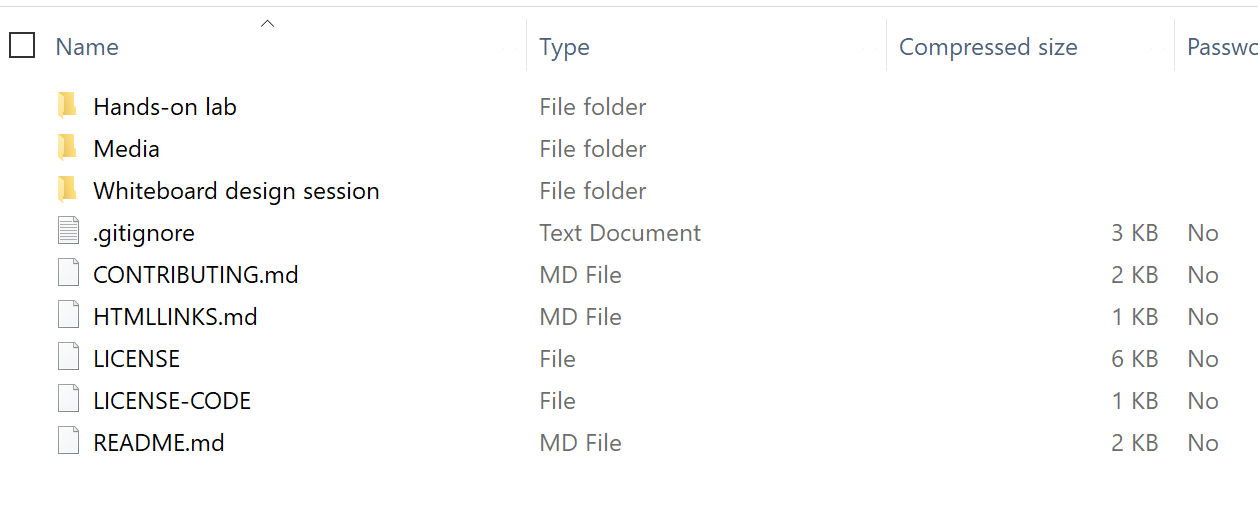 Name Type Compressed size Passwo
Hands-on lab File folder
Media File folder
Whiteboard design session File folder
.gitignore Text Document 3 KB No
CONTRIBUTING.md MD File 2 KB No
HTMLLINKS.md MD File 1 KB No
LICENSE File 6 KB No
LICENSE-CODE File 1 KB No
README.md MD File 2 KB No